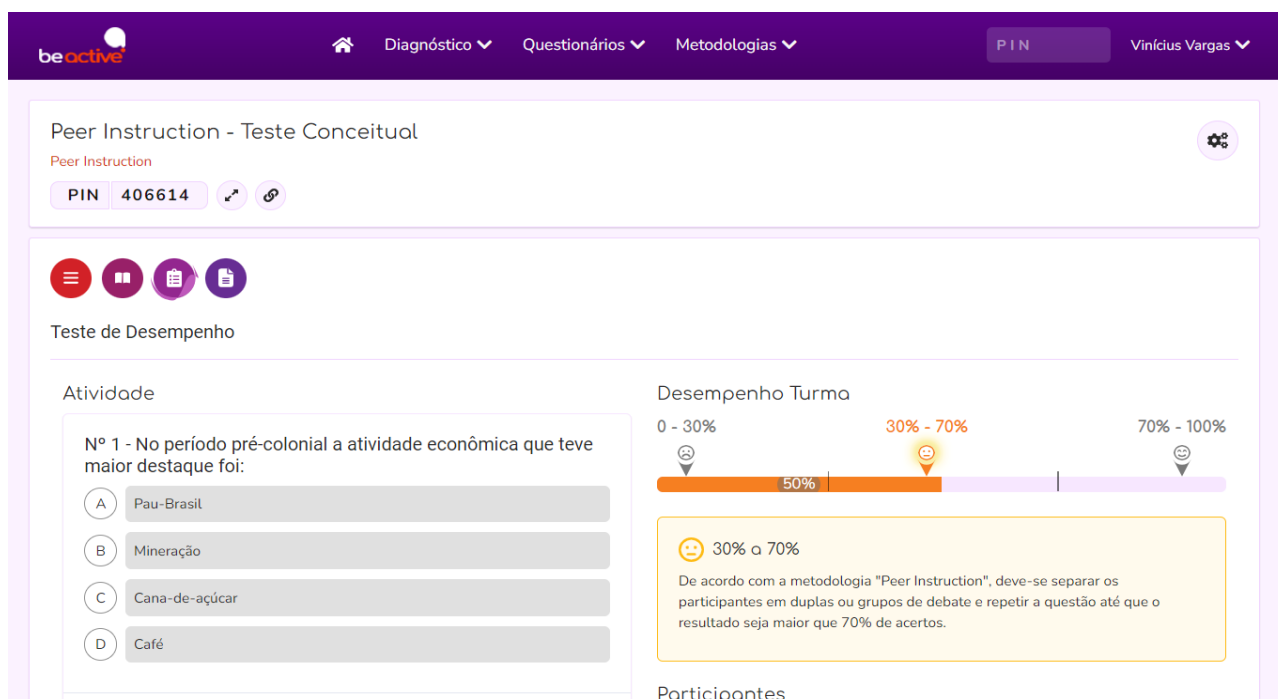 beactive
Diagnóstico
Questionários
Metodologias
PIN
Vinícius Vargas
Peer Instruction - Teste Conceitual
Peer Instruction
PIN 406614
Teste de Desempenho
Atividade
Nº 1 - No período pré-colonial a atividade econômica que teve
maior destaque foi:
A Pau-Brasil
B Mineração
C Cana-de-açúcar
D Café
Desempenho Turma
0 - 30% 30% - 70% 70% - 100%
50%
30% a 70%
De acordo com a metodologia "Peer Instruction", deve-se separar os
participantes em duplas ou grupos de debate e repetir a questão até que o
resultado seja maior que 70% de acertos.
Participantes